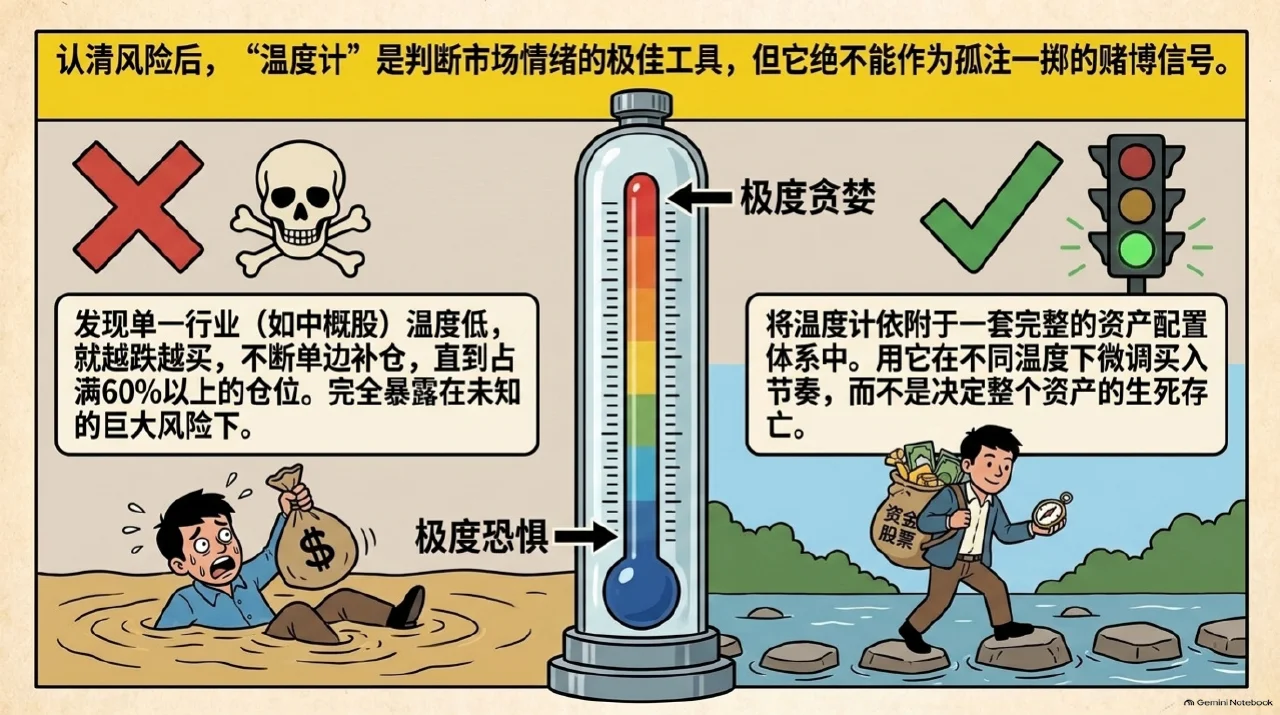 认清风险后，“温度计”是判断市场情绪的极佳工具，但它绝不能作为孤注一掷的赌博信号。
极度贪婪
发现单一行业（如中概股）温度低，
就越跌越买，不断单边补仓，直到占
满60%以上的仓位。完全暴露在未知
的巨大风险下。
将温度计依附于一套完整的资产配置
体系中。用它在不同温度下微调买入
节奏，而不是决定整个资产的生死存
亡。
$
极度恐惧
资金
股票
Gemini Notebook